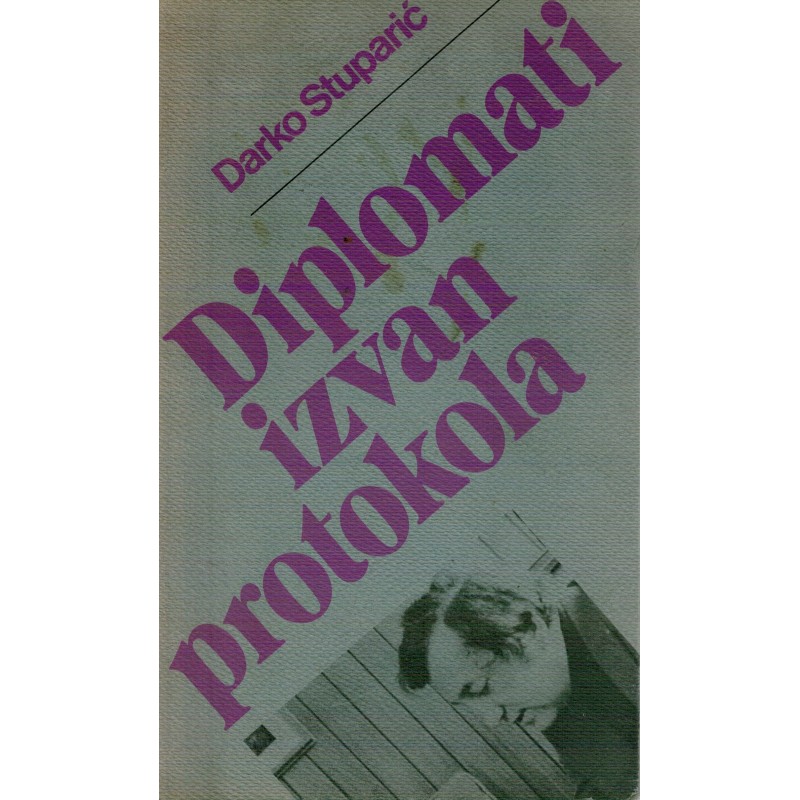 Darko Stuparić
Diplomati
izvan
protokola